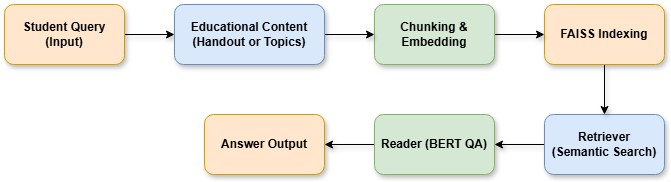 Student Query
(Input)
Educational Content
(Handout or Topics)
Chunking &
Embedding
FAISS Indexing
Retriever
(Semantic Search)
Reader (BERT QA)
Answer Output